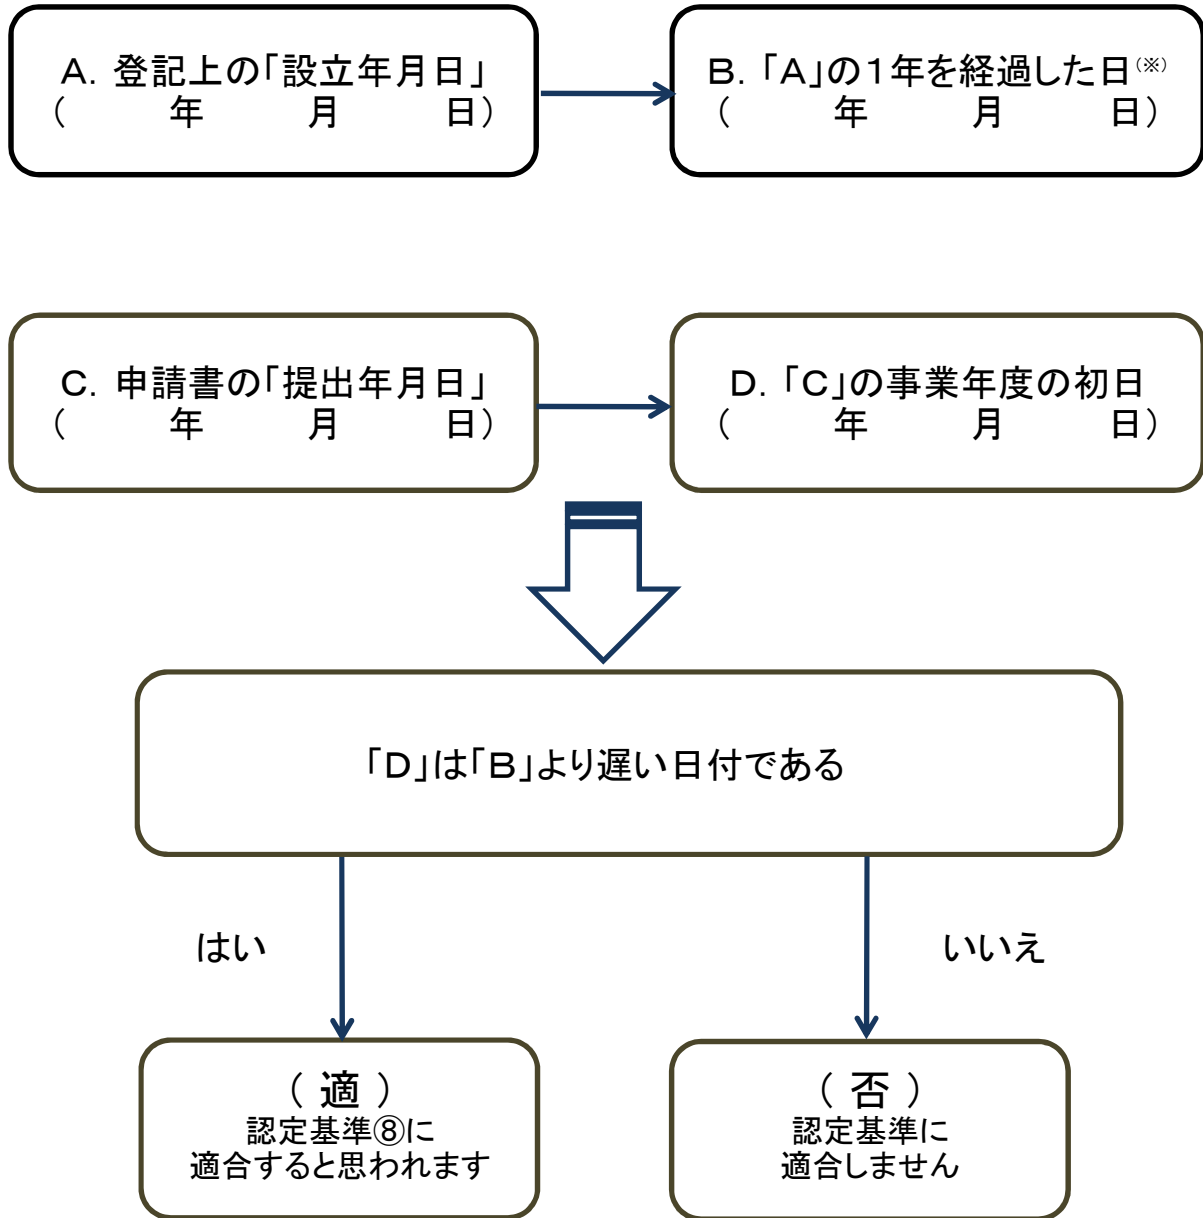 A. 登記上の「設立年月日」
(　　　年　　　月　　　日)
B. 「A」の１年を経過した日(※)
(　　　年　　　月　　　日)
C. 申請書の「提出年月日」
(　　　年　　　月　　　日)
D. 「C」の事業年度の初日
(　　　年　　　月　　　日)
「D」は「B」より遅い日付である
はい
いいえ
( 適 )
認定基準⑧に
適合すると思われます
( 否 )
認定基準に
適合しません